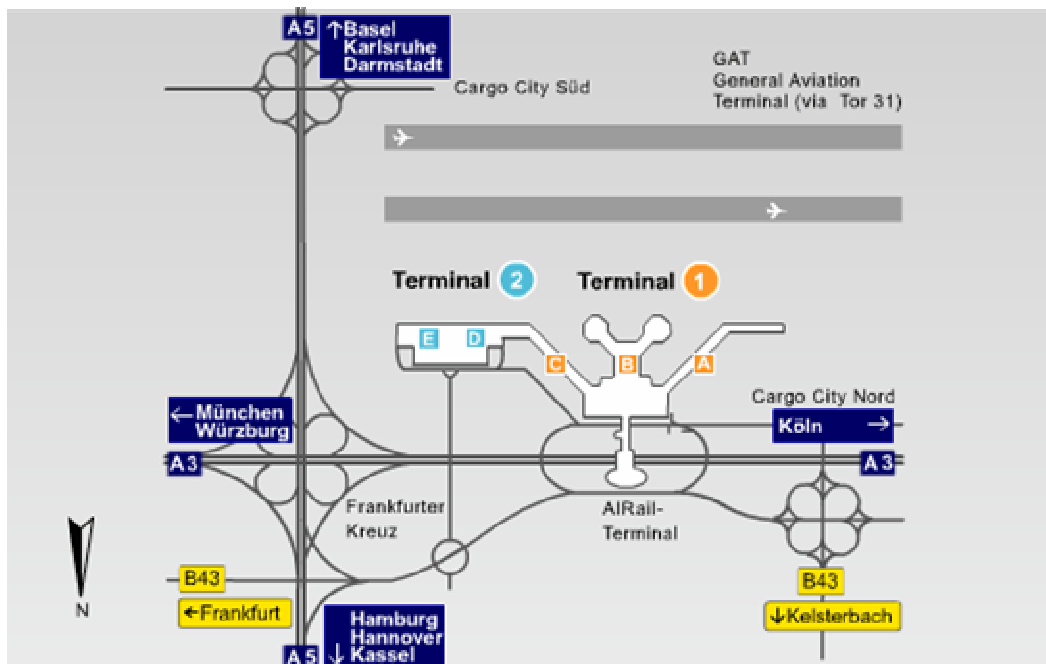 A5
↑Basel
Karlsruhe
Darmstadt
Cargo City Süd
GAT
General Aviation
Terminal (via Tor 31)
Terminal 2
Terminal 1
E
D
C
B
A
Cargo City Nord
←München
Würzburg
Köln →
A3
A3
Frankfurter
Kreuz
AIRail-
Terminal
N
B43
←Frankfurt
B43
↓Kelsterbach
Hamburg
Hannover
↓ Kassel
A5